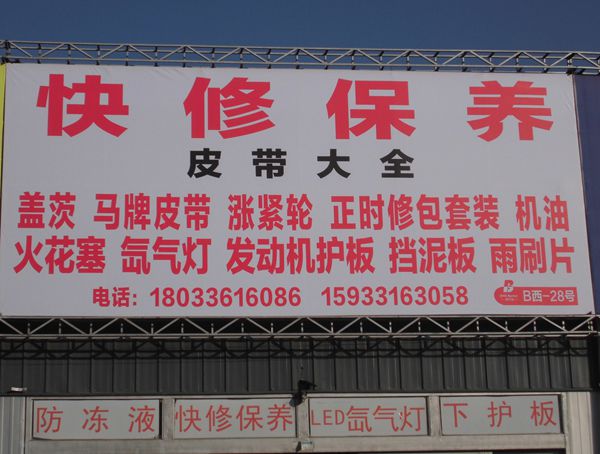 快修保养
皮带大全
盖茨 马牌皮带 涨紧轮 正时修包套装 机油
火花塞 氙气灯 发动机护板 挡泥板 雨刷片
电话: 18033616086 15933163058
B西-28号
防冻液 快修保养 LED氙气灯 下护板